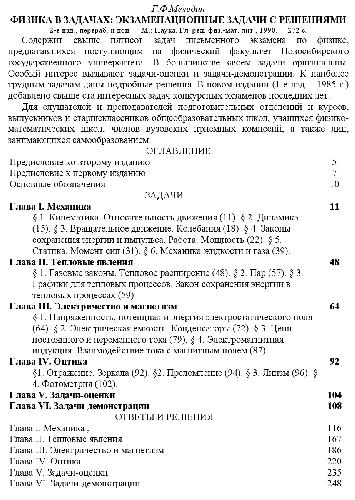 Г.Ф.Меледин
ФИЗИКА В ЗАДАЧАХ: ЭКЗАМЕНАЦИОННЫЕ ЗАДАЧИ С РЕШЕНИЯМИ
2-е изд., перераб. и доп. — М.: Наука. Гл. ред. физ.-мат. лит., 1990. — 272 с.
Содержит свыше пятисот задач письменного экзамена по физике,
предлагавшихся поступающим на физический факультет Новосибирского
государственного университета. В большинстве своем задачи оригинальны.
Особый интерес вызывают задачи-оценки и задачи-демонстрации. К наиболее
трудным задачам даны подробные решения. В новом издании (1-е изд. - 1985 г.)
добавлено свыше ста интересных задач конкурсных экзаменов последних лет.
Для слушателей и преподавателей подготовительных отделений и курсов,
выпускников и старшеклассников общеобразовательных школ, учащихся физико-
математических школ, членов вузовских приемных комиссий, а также лиц,
занимающихся самообразованием.
ОГЛАВЛЕНИЕ
Предисловие ко второму изданию 5
Предисловие к первому изданию 7
Основные обозначения 10
ЗАДАЧИ
Глава I. Механика 11
§ 1. Кинематика. Относительность движения (11). § 2. Динамика
(15). § 3. Вращательное движение. Колебания (18). § 4. Законы
сохранения энергии и импульса. Работа. Мощность (22). § 5.
Статика. Момент сил (31). § 6. Механика жидкости и газа (39).
Глава II. Тепловые явления 48
§ 1. Газовые законы. Тепловое расширение (48). § 2. Пар (57). § 3.
Графики для тепловых процессов. Закон сохранения энергии в
тепловых процессах (59)
Глава III. Электричество и магнетизм 64
§ 1. Напряженность, потенциал и энергия электростатического поля
(64). § 2. Электрическая емкость. Конденсаторы (72). § 3. Цепи
постоянного и переменного тока (79). § 4. Электромагнитная
индукция. Взаимодействие тока с магнитным полем (87)
Глава IV. Оптика 92
§1. Отражение. Зеркала (92). §2. Преломление (94). § 3. Линзы (96). §
4. Фотометрия (102).
Глава V. Задачи-оценки 104
Глава VI. Задачи демонстрации 108
ОТВЕТЫ И РЕШЕНИЯ
Глава I. Механика 116
Глава II. Тепловые явления 167
Глава III. Электричество и магнетизм 186
Глава IV. Оптика 220
Глава V. Задачи-оценки 235
Глава VI. Задачи демонстрации 248